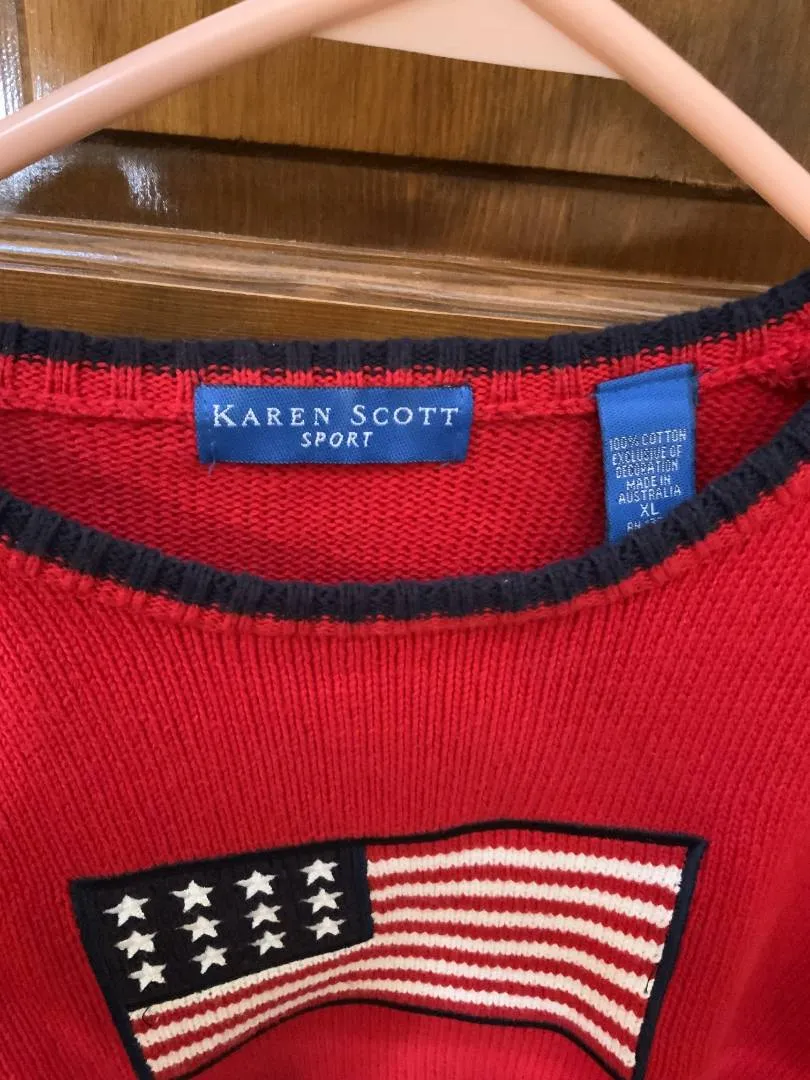 KAREN SCOTT
SPORT
100% COTTON
EXCLUSIVE OF
DECORATION
MADE IN
AUSTRALIA
XL